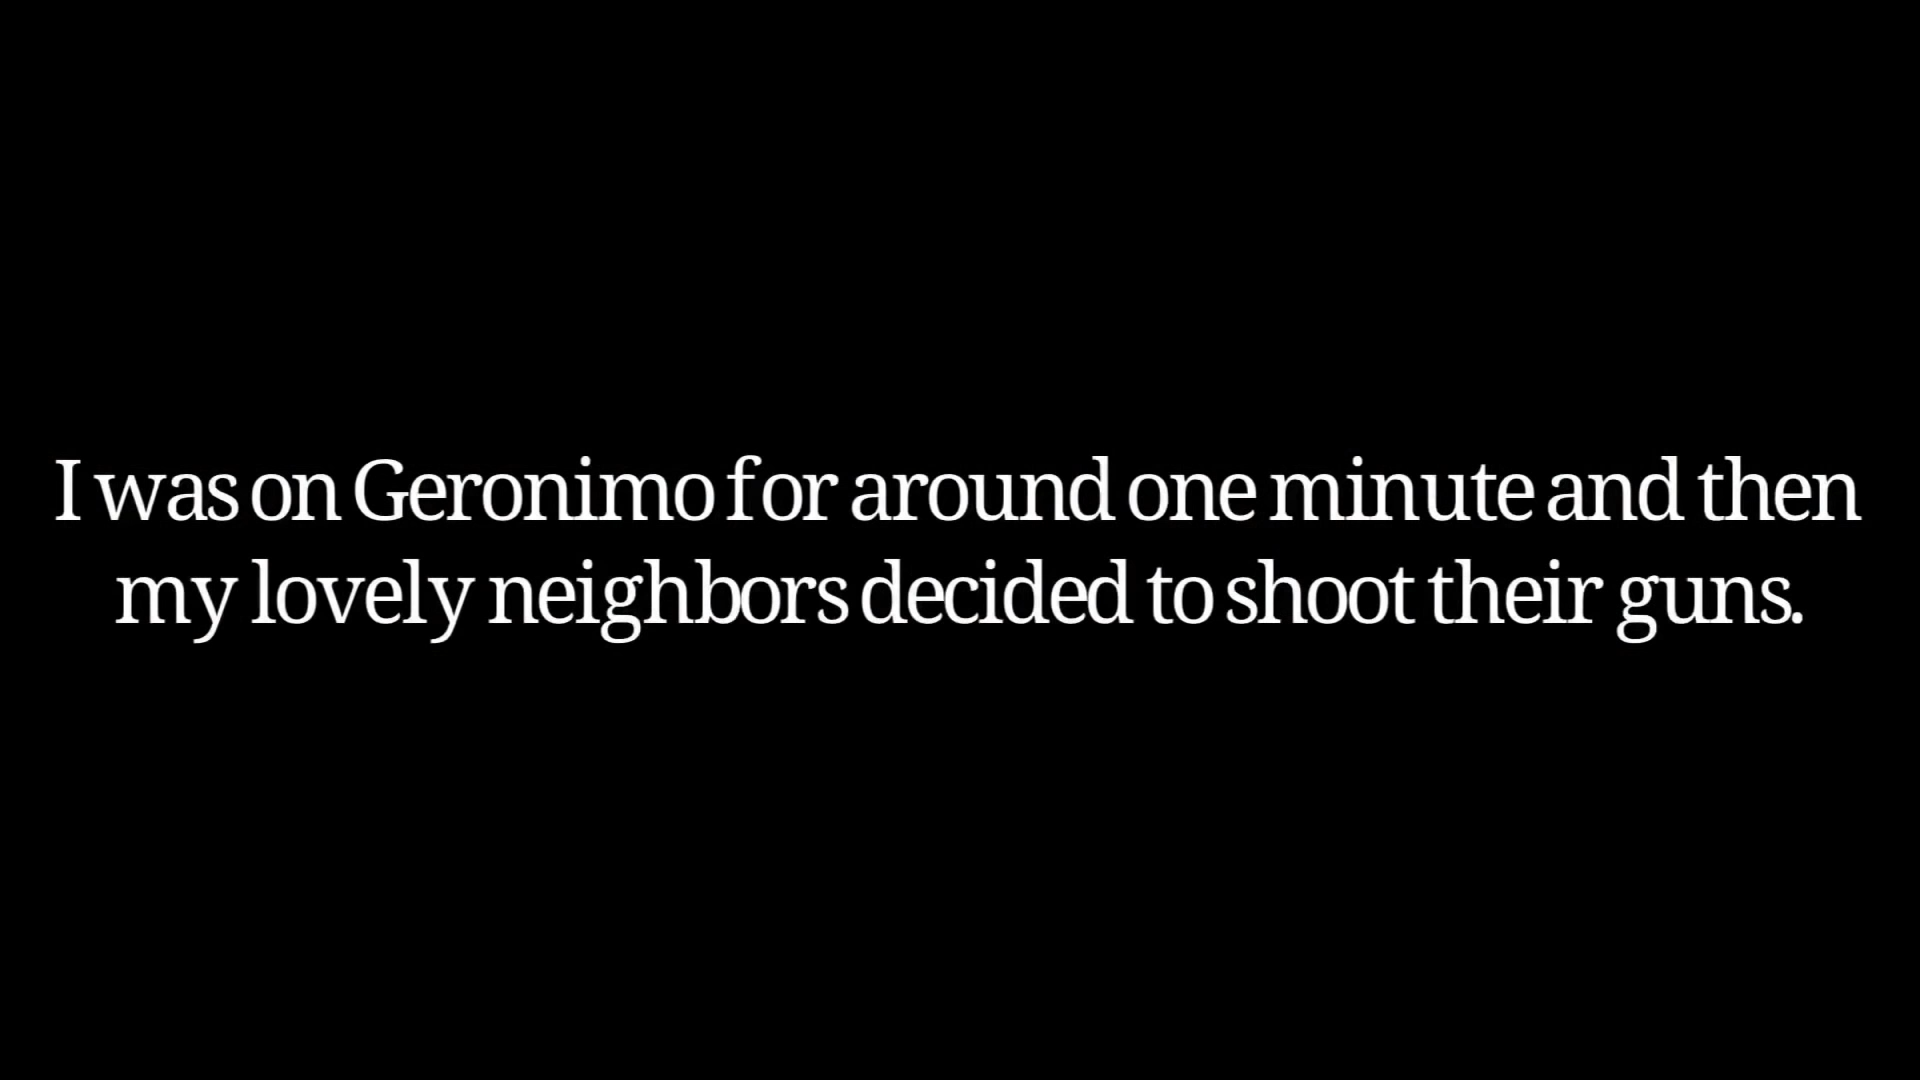 I was on Geronimo for around one minute and then
my lovely neighbors decided to shoot their guns.